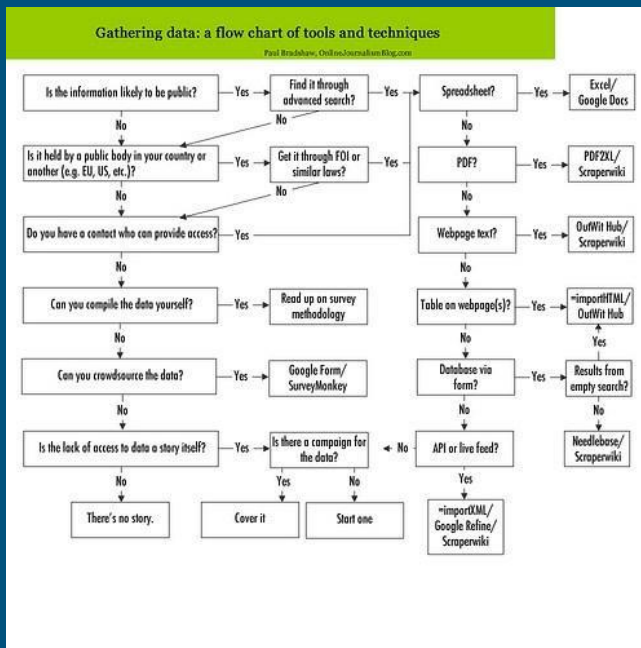 Gathering data: a flow chart of tools and techniques
Paul Bradshaw, OnlineJournalismBlog.com
Is the information likely to be public?
Yes
Find it through
advanced search?
Yes
Spreadsheet?
Yes
Excel/
Google Docs
No
No
No
Is it held by a public body in your country or
another (e.g. EU, US, etc.)?
Yes
Get it through FOI or
similar laws?
Yes
PDF?
Yes
PDF2XL/
Scraperwiki
No
No
No
Do you have a contact who can provide access?
Yes
Webpage text?
Yes
OutWit Hub/
Scraperwiki
No
No
Can you compile the data yourself?
Yes
Read up on survey
methodology
Table on webpage(s)?
Yes
=importHTML/
OutWit Hub
No
No
Yes
Can you crowdsource the data?
Yes
Google Form/
SurveyMonkey
Database via
form?
Yes
Results from
empty search?
No
No
No
Is the lack of access to data a story itself?
Yes
Is there a campaign for
the data?
No
API or live feed?
Needlebase/
Scraperwiki
No
Yes
No
Yes
There's no story.
Cover it
Start one
=importXML/
Google Refine/
Scraperwiki